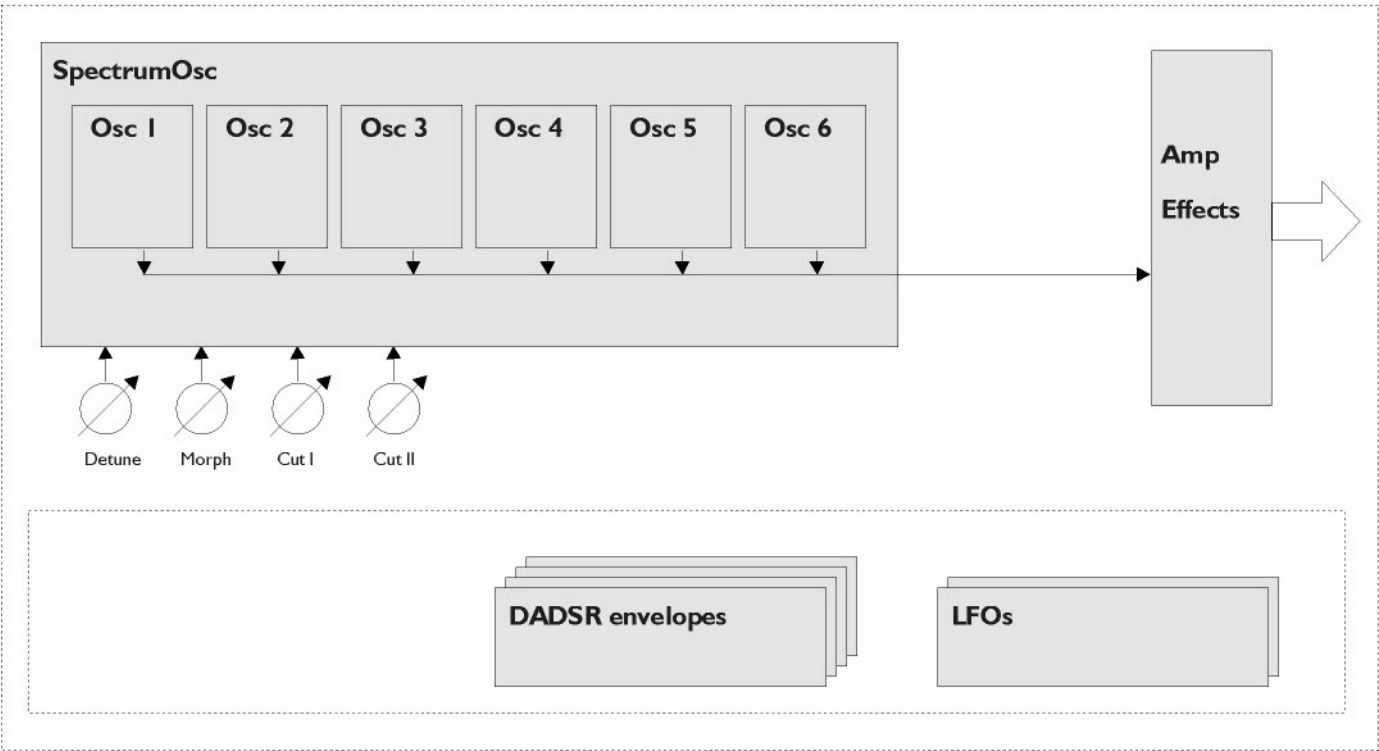 SpectrumOsc
Osc 1
Osc 2
Osc 3
Osc 4
Osc 5
Osc 6
Amp
Effects
Detune
Morph
Cut I
Cut II
DADSR envelopes
LFOs